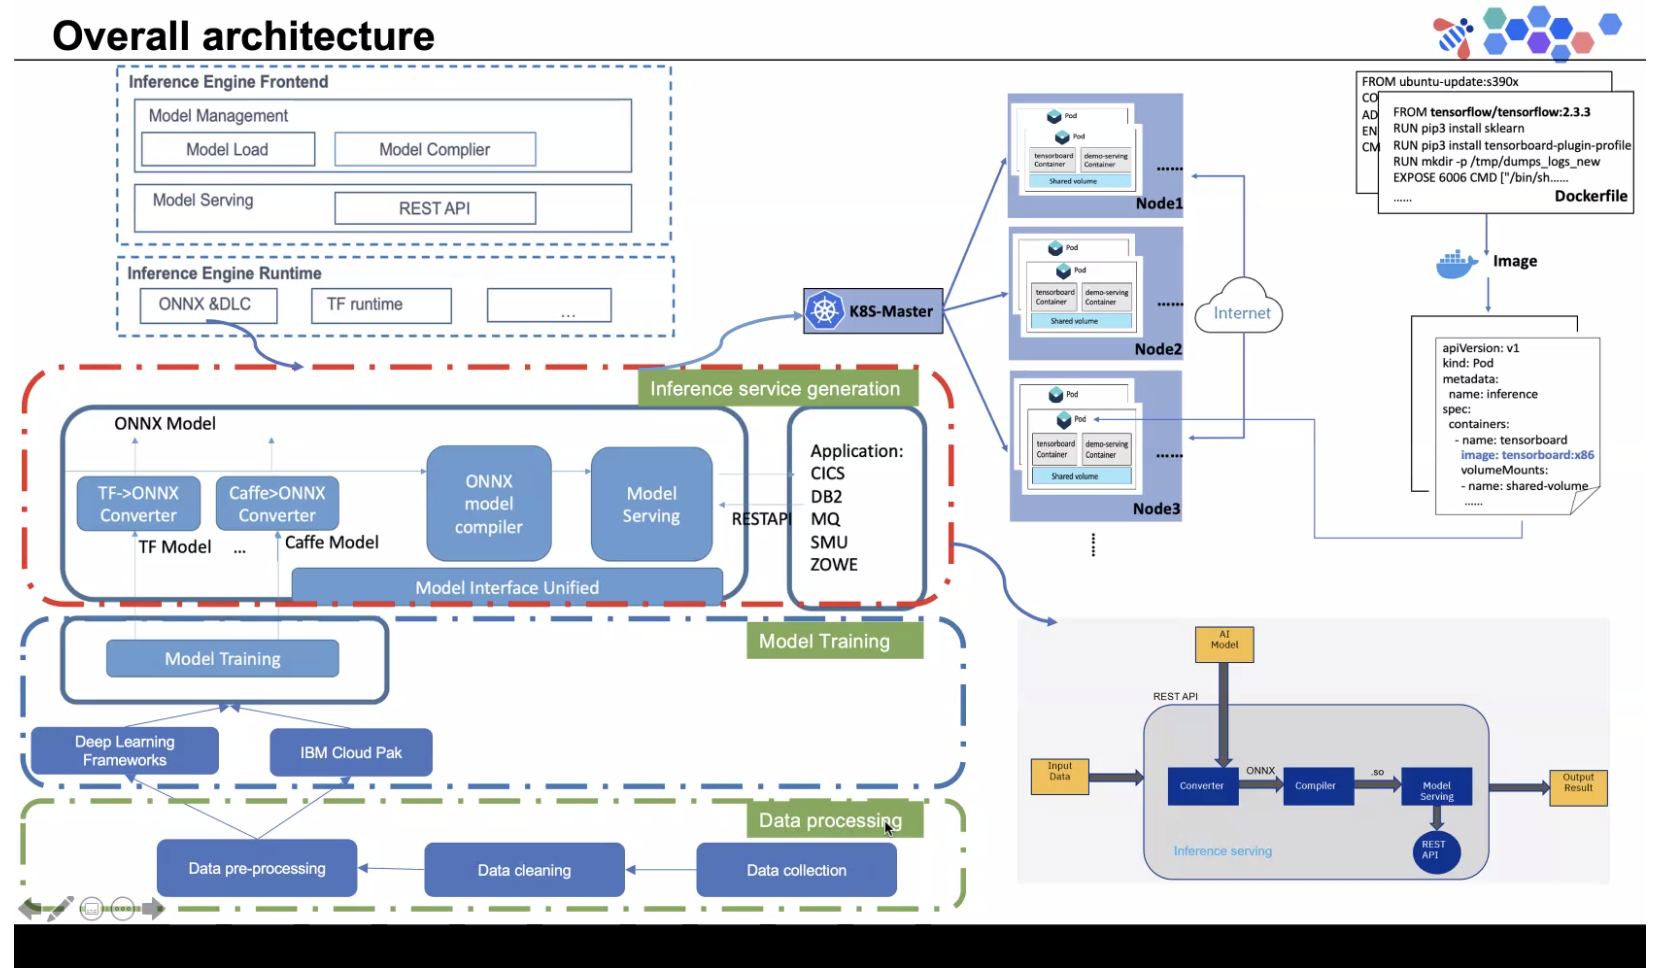 Overall architecture
Inference Engine Frontend
Model Management
Model Load
Model Complier
Model Serving
REST API
Inference Engine Runtime
ONNX &DLC
TF runtime
...
Inference service generation
ONNX Model
TF->ONNX
Converter
Caffe>ONNX
Converter
TF Model
...
Caffe Model
ONNX
model
compiler
Model
Serving
Model Interface Unified
RESTAPI
Application:
CICS
DB2
MQ
SMU
ZOWE
Model Training
Model Training
Deep Learning
Frameworks
IBM Cloud Pak
Data processing
Data pre-processing
Data cleaning
Data collection
K8S-Master
Pod
Pod
tensorboard
Container
demo-serving
Container
Shared volume
......
Node1
Pod
Pod
tensorboard
Container
demo-serving
Container
Shared volume
......
Node2
Pod
Pod
tensorboard
Container
demo-serving
Container
Shared volume
......
Node3
......
Internet
FROM ubuntu-update:s390x
CO
AD
EN
CM
FROM tensorflow/tensorflow:2.3.3
RUN pip3 install sklearn
RUN pip3 install tensorboard-plugin-profile
RUN mkdir -p /tmp/dumps_logs_new
EXPOSE 6006 CMD ["/bin/sh......
......
Dockerfile
Image
apiVersion: v1
kind: Pod
metadata:
name: inference
spec:
containers:
- name: tensorboard
image: tensorboard:x86
volumeMounts:
- name: shared-volume
......
AI
Model
REST API
Input
Data
Converter
ONNX
Compiler
.so
Model
Serving
Output
Result
REST
API
Inference serving